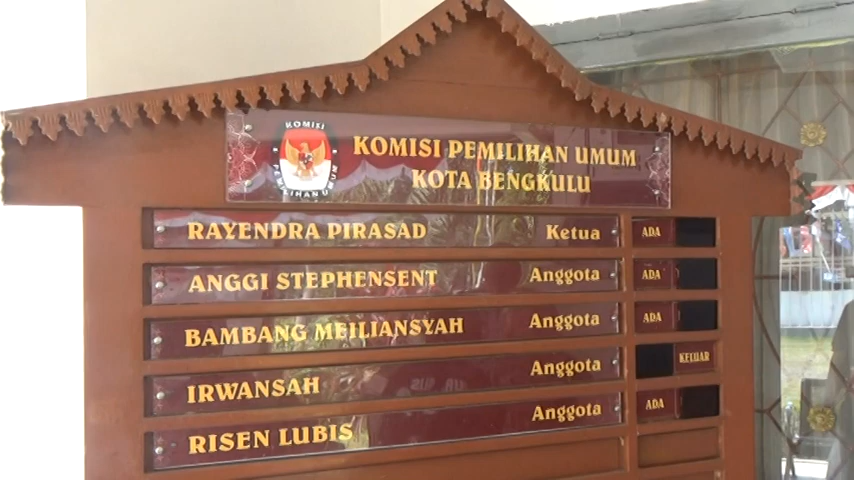 KOMISI
PEMILIHAN UMUM
KOMISI PEMILIHAN UMUM
KOTA BENGKULU
RAYENDRA PIRASAD Ketua ADA
ANGGI STEPHENSENT Anggota ADA
BAMBANG MEILIANSYAH Anggota ADA
IRWANSAH Anggota KELUAR
RISEN LUBIS Anggota ADA